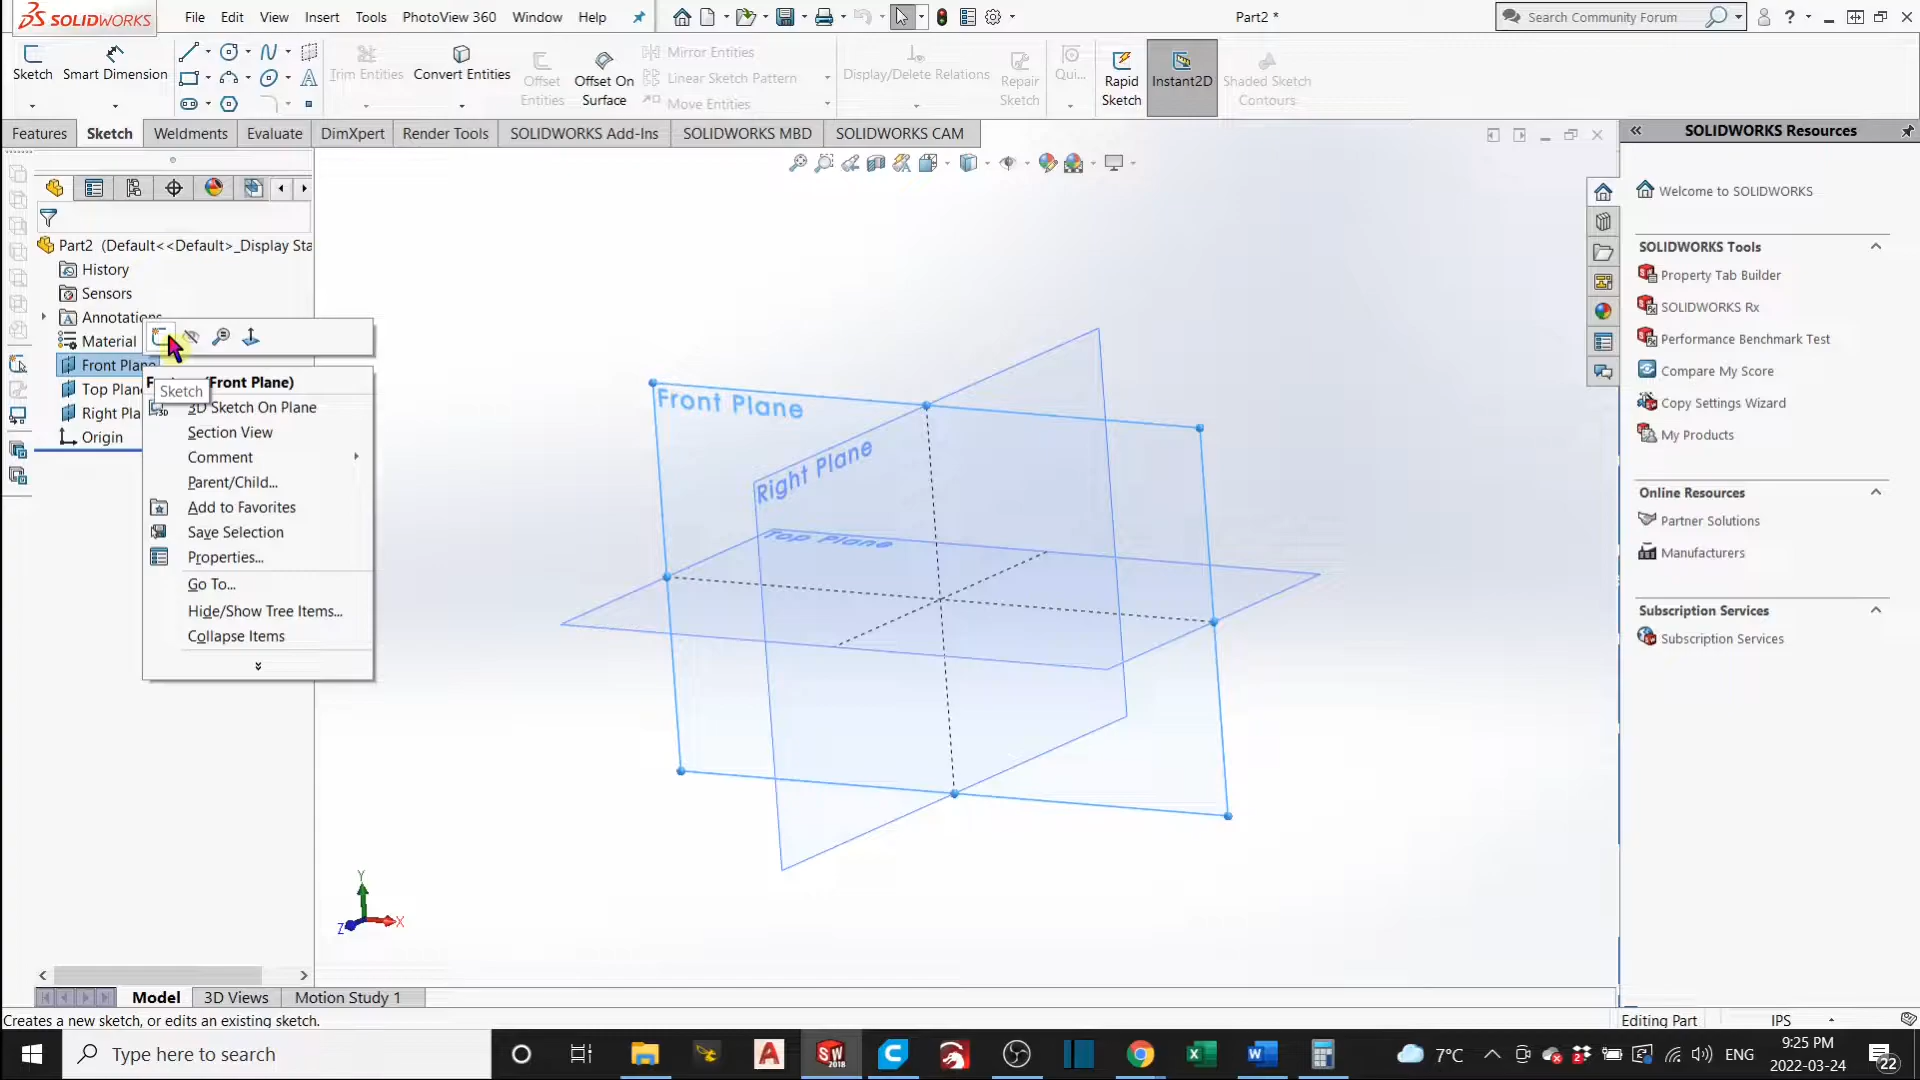 SOLIDWORKS
File Edit View Insert Tools PhotoView 360 Window Help
Part2 *
Search Community Forum
Sketch
Smart Dimension
Trim Entities
Convert Entities
Offset Entities
Offset On Surface
Mirror Entities
Linear Sketch Pattern
Move Entities
Display/Delete Relations
Repair Sketch
Qui...
Rapid Sketch
Instant2D
Shaded Sketch Contours
Features Sketch Weldments Evaluate DimXpert Render Tools SOLIDWORKS Add-Ins SOLIDWORKS MBD SOLIDWORKS CAM
Part2 (Default<<Default>_Display Sta
History
Sensors
Annotations
Material
Front Plane
Top Plane
Right Pla
Origin
(Front Plane)
Sketch
3D Sketch On Plane
Section View
Comment
Parent/Child...
Add to Favorites
Save Selection
Properties...
Go To...
Hide/Show Tree Items...
Collapse Items
Front Plane
Right Plane
Top Plane
Y
X
Z
SOLIDWORKS Resources
Welcome to SOLIDWORKS
SOLIDWORKS Tools
Property Tab Builder
SOLIDWORKS Rx
Performance Benchmark Test
Compare My Score
Copy Settings Wizard
My Products
Online Resources
Partner Solutions
Manufacturers
Subscription Services
Subscription Services
Model 3D Views Motion Study 1
Creates a new sketch, or edits an existing sketch.
Editing Part
IPS
Type here to search
SW
2018
7°C
ENG
9:25 PM
2022-03-24
22